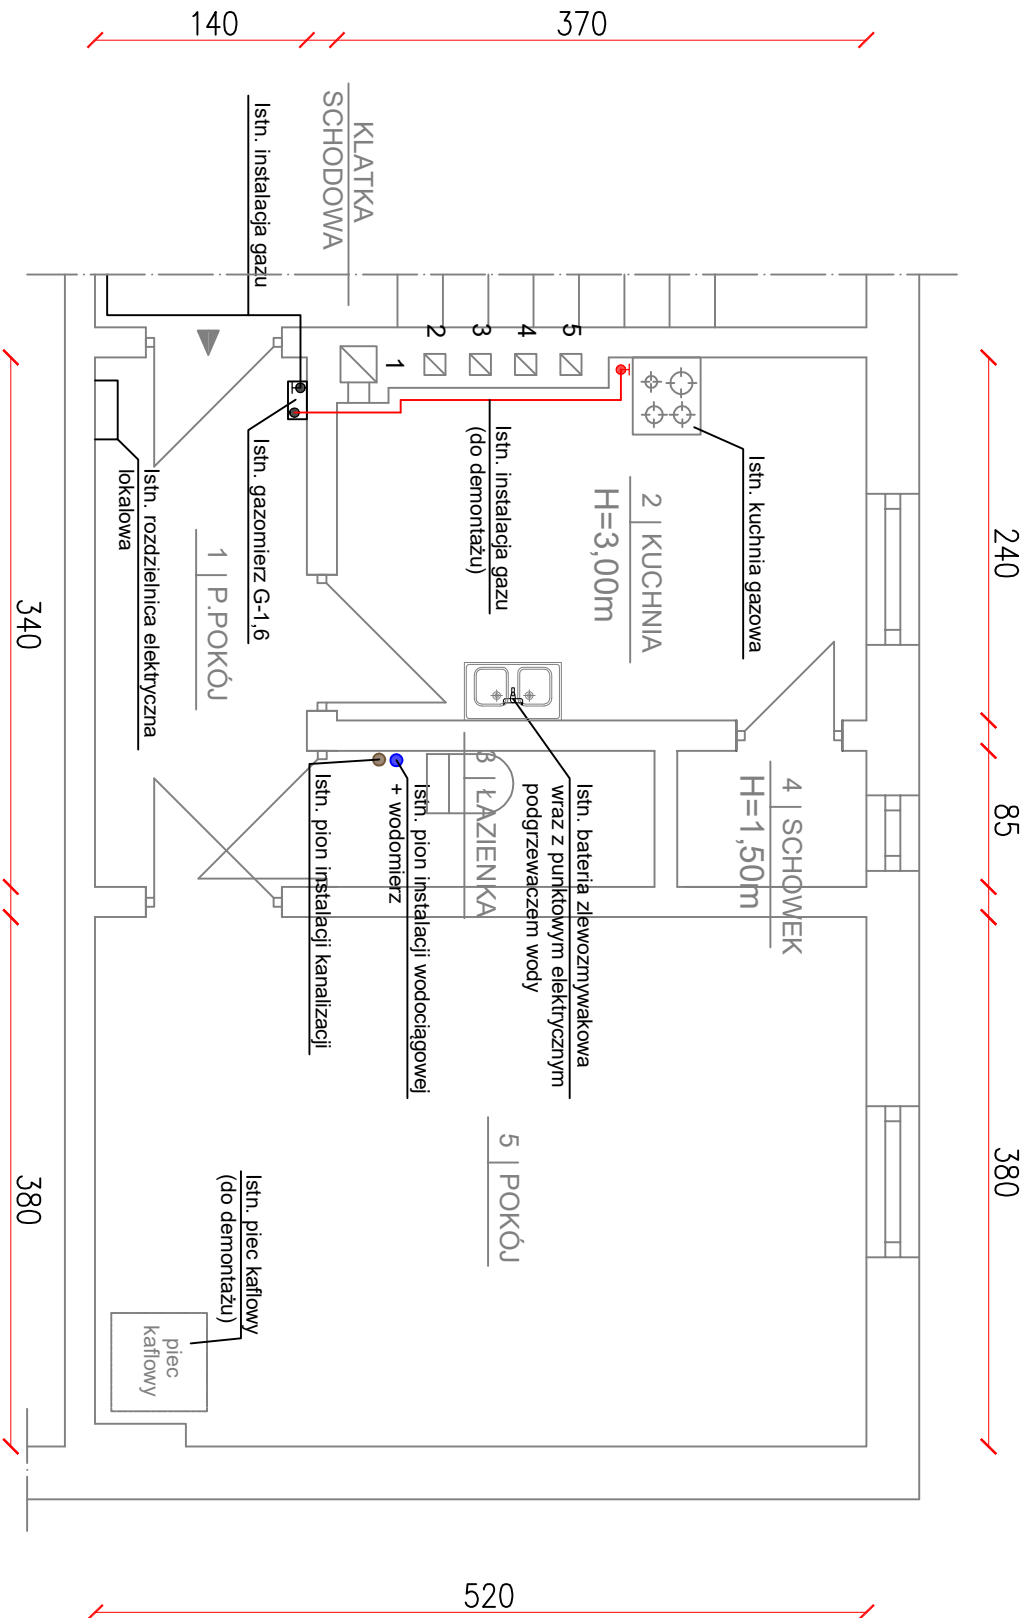 140
370
KLATKA
SCHODOWA
Istn. instalacja gazu
1
2
3
4
5
Istn. kuchnia gazowa
2 | KUCHNIA
H=3,00m
Istn. instalacja gazu
(do demontażu)
Istn. gazomierz G-1,6
1 | P.POKÓJ
Istn. rozdzielnica elektryczna
lokalowa
240
85
380
4 | SCHOWEK
H=1,50m
3 | ŁAZIENKA
Istn. bateria zlewozmywakowa
wraz z punktowym elektrycznym
podgrzewaczem wody
Istn. pion instalacji wodociągowej
+ wodomierz
Istn. pion instalacji kanalizacji
5 | POKÓJ
Istn. piec kaflowy
(do demontażu)
piec
kaflowy
340
380
520